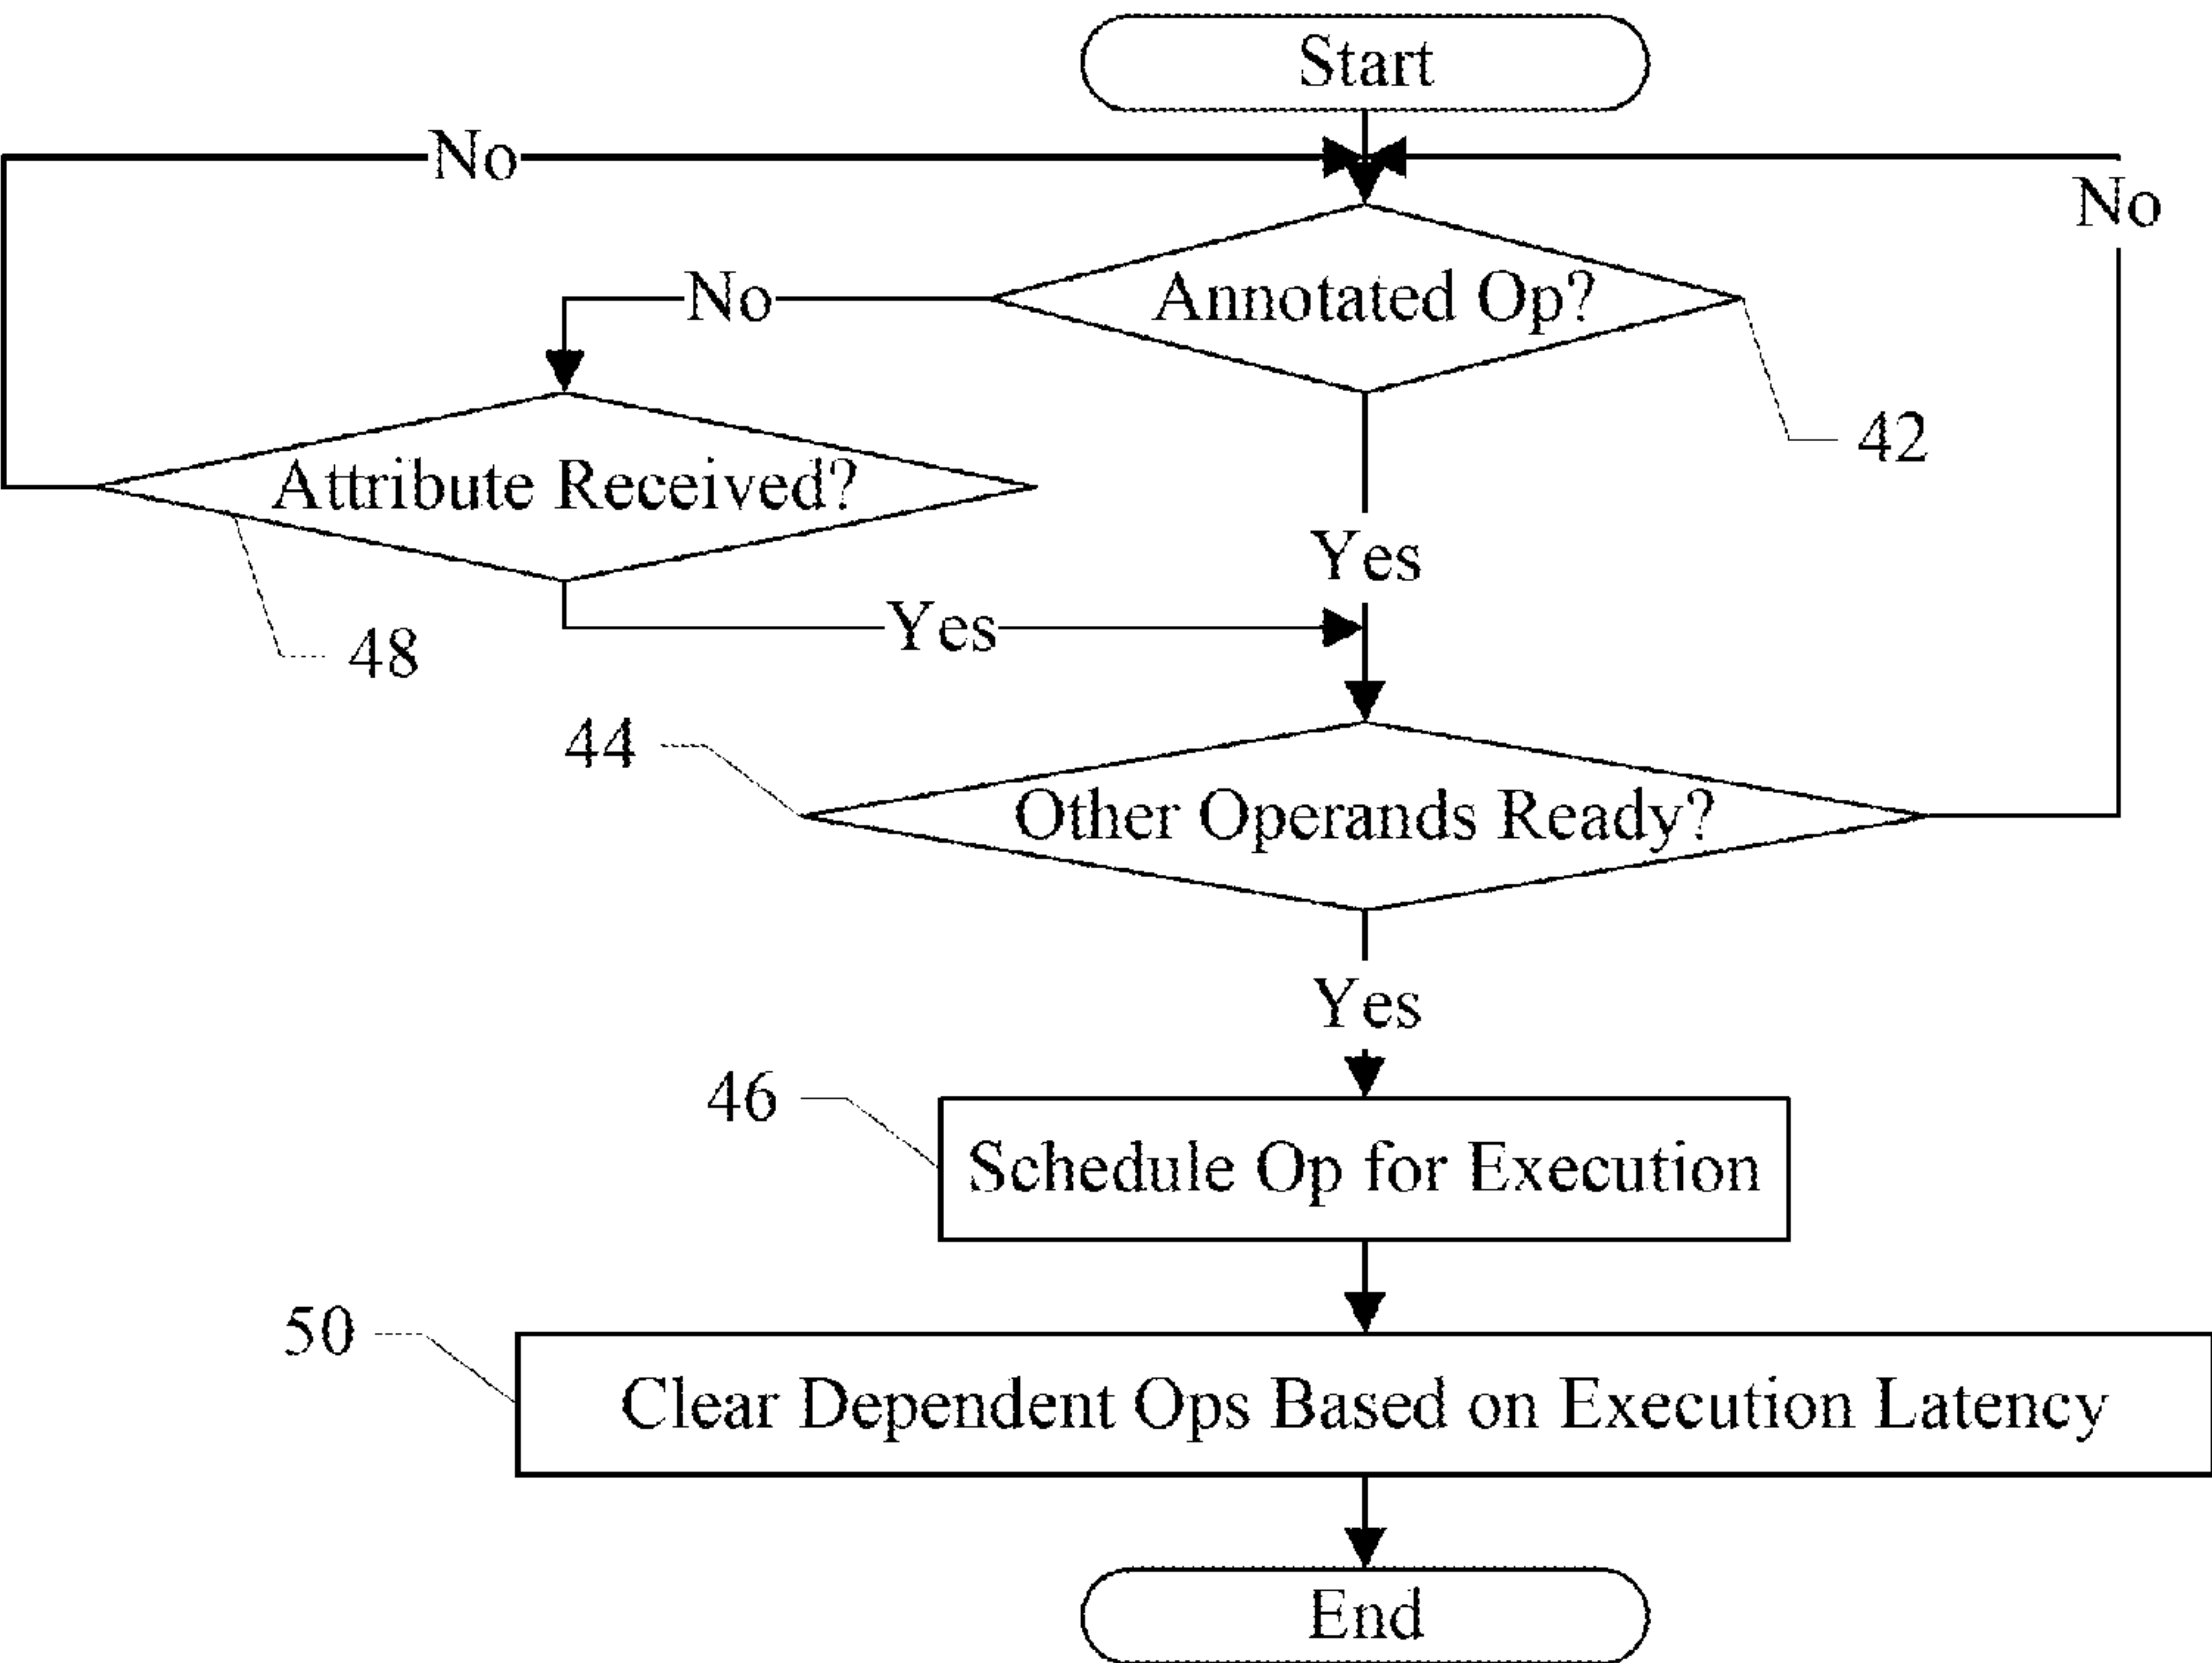 Start
No
No
No
Annotated Op?
42
Attribute Received?
Yes
Yes
48
44
Other Operands Ready?
Yes
46
Schedule Op for Execution
50
Clear Dependent Ops Based on Execution Latency
End